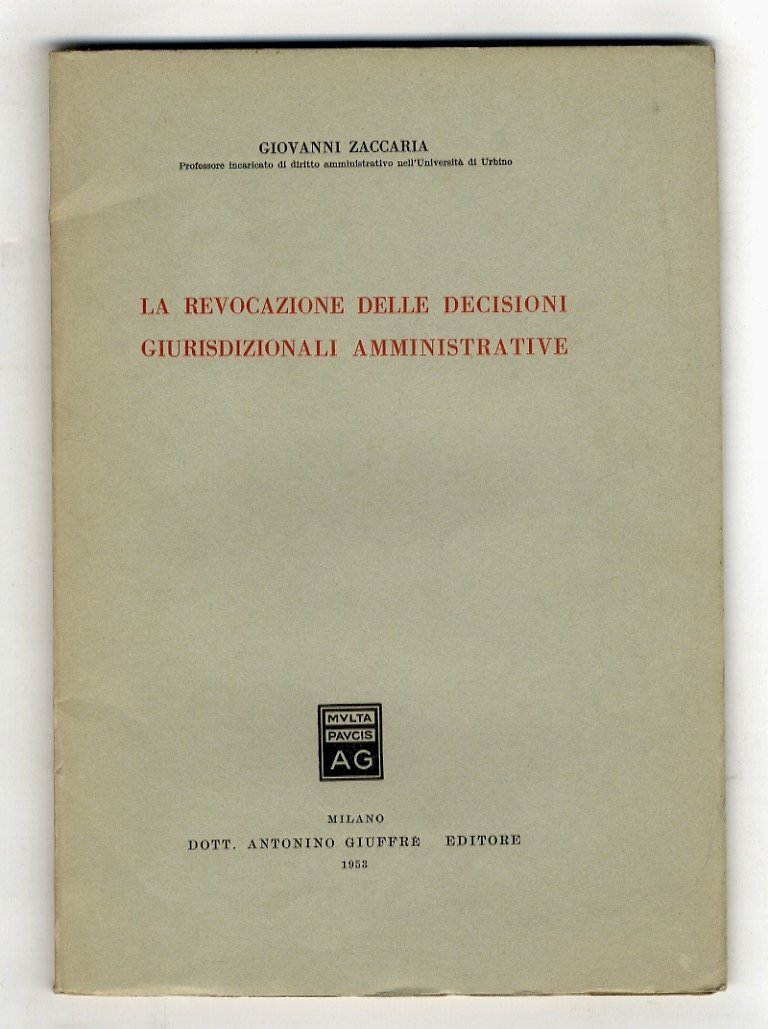 GIOVANNI ZACCARIA
Professore incaricato di diritto amministrativo nell'Università di Urbino
LA REVOCAZIONE DELLE DECISIONI
GIURISDIZIONALI AMMINISTRATIVE
MVLTA
PAVCIS
AG
MILANO
DOTT. ANTONINO GIUFFRÈ EDITORE
1953